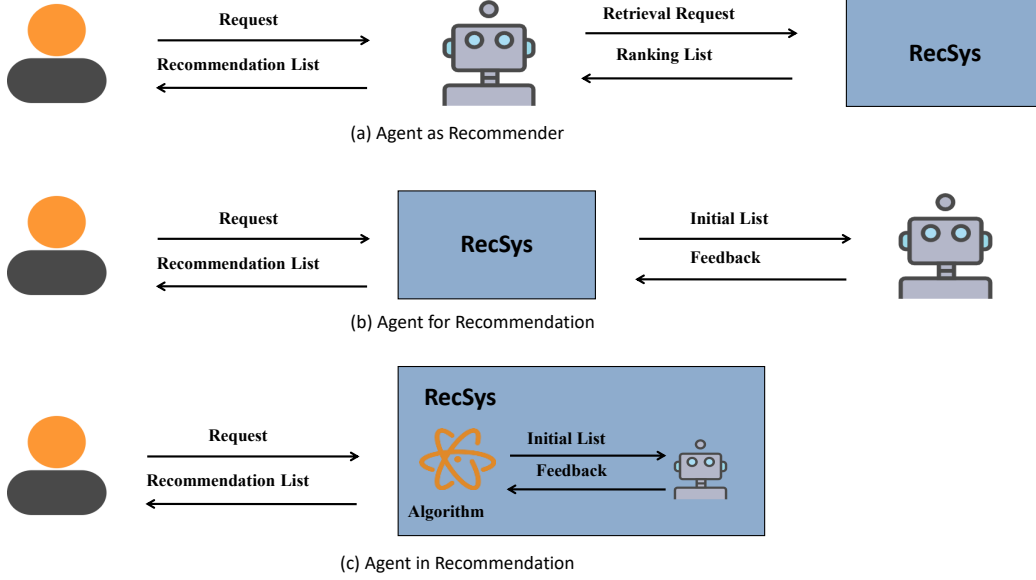 Request
Recommendation List
Retrieval Request
Ranking List
RecSys
(a) Agent as Recommender
Request
Recommendation List
RecSys
Initial List
Feedback
(b) Agent for Recommendation
RecSys
Request
Recommendation List
Initial List
Feedback
Algorithm
(c) Agent in Recommendation